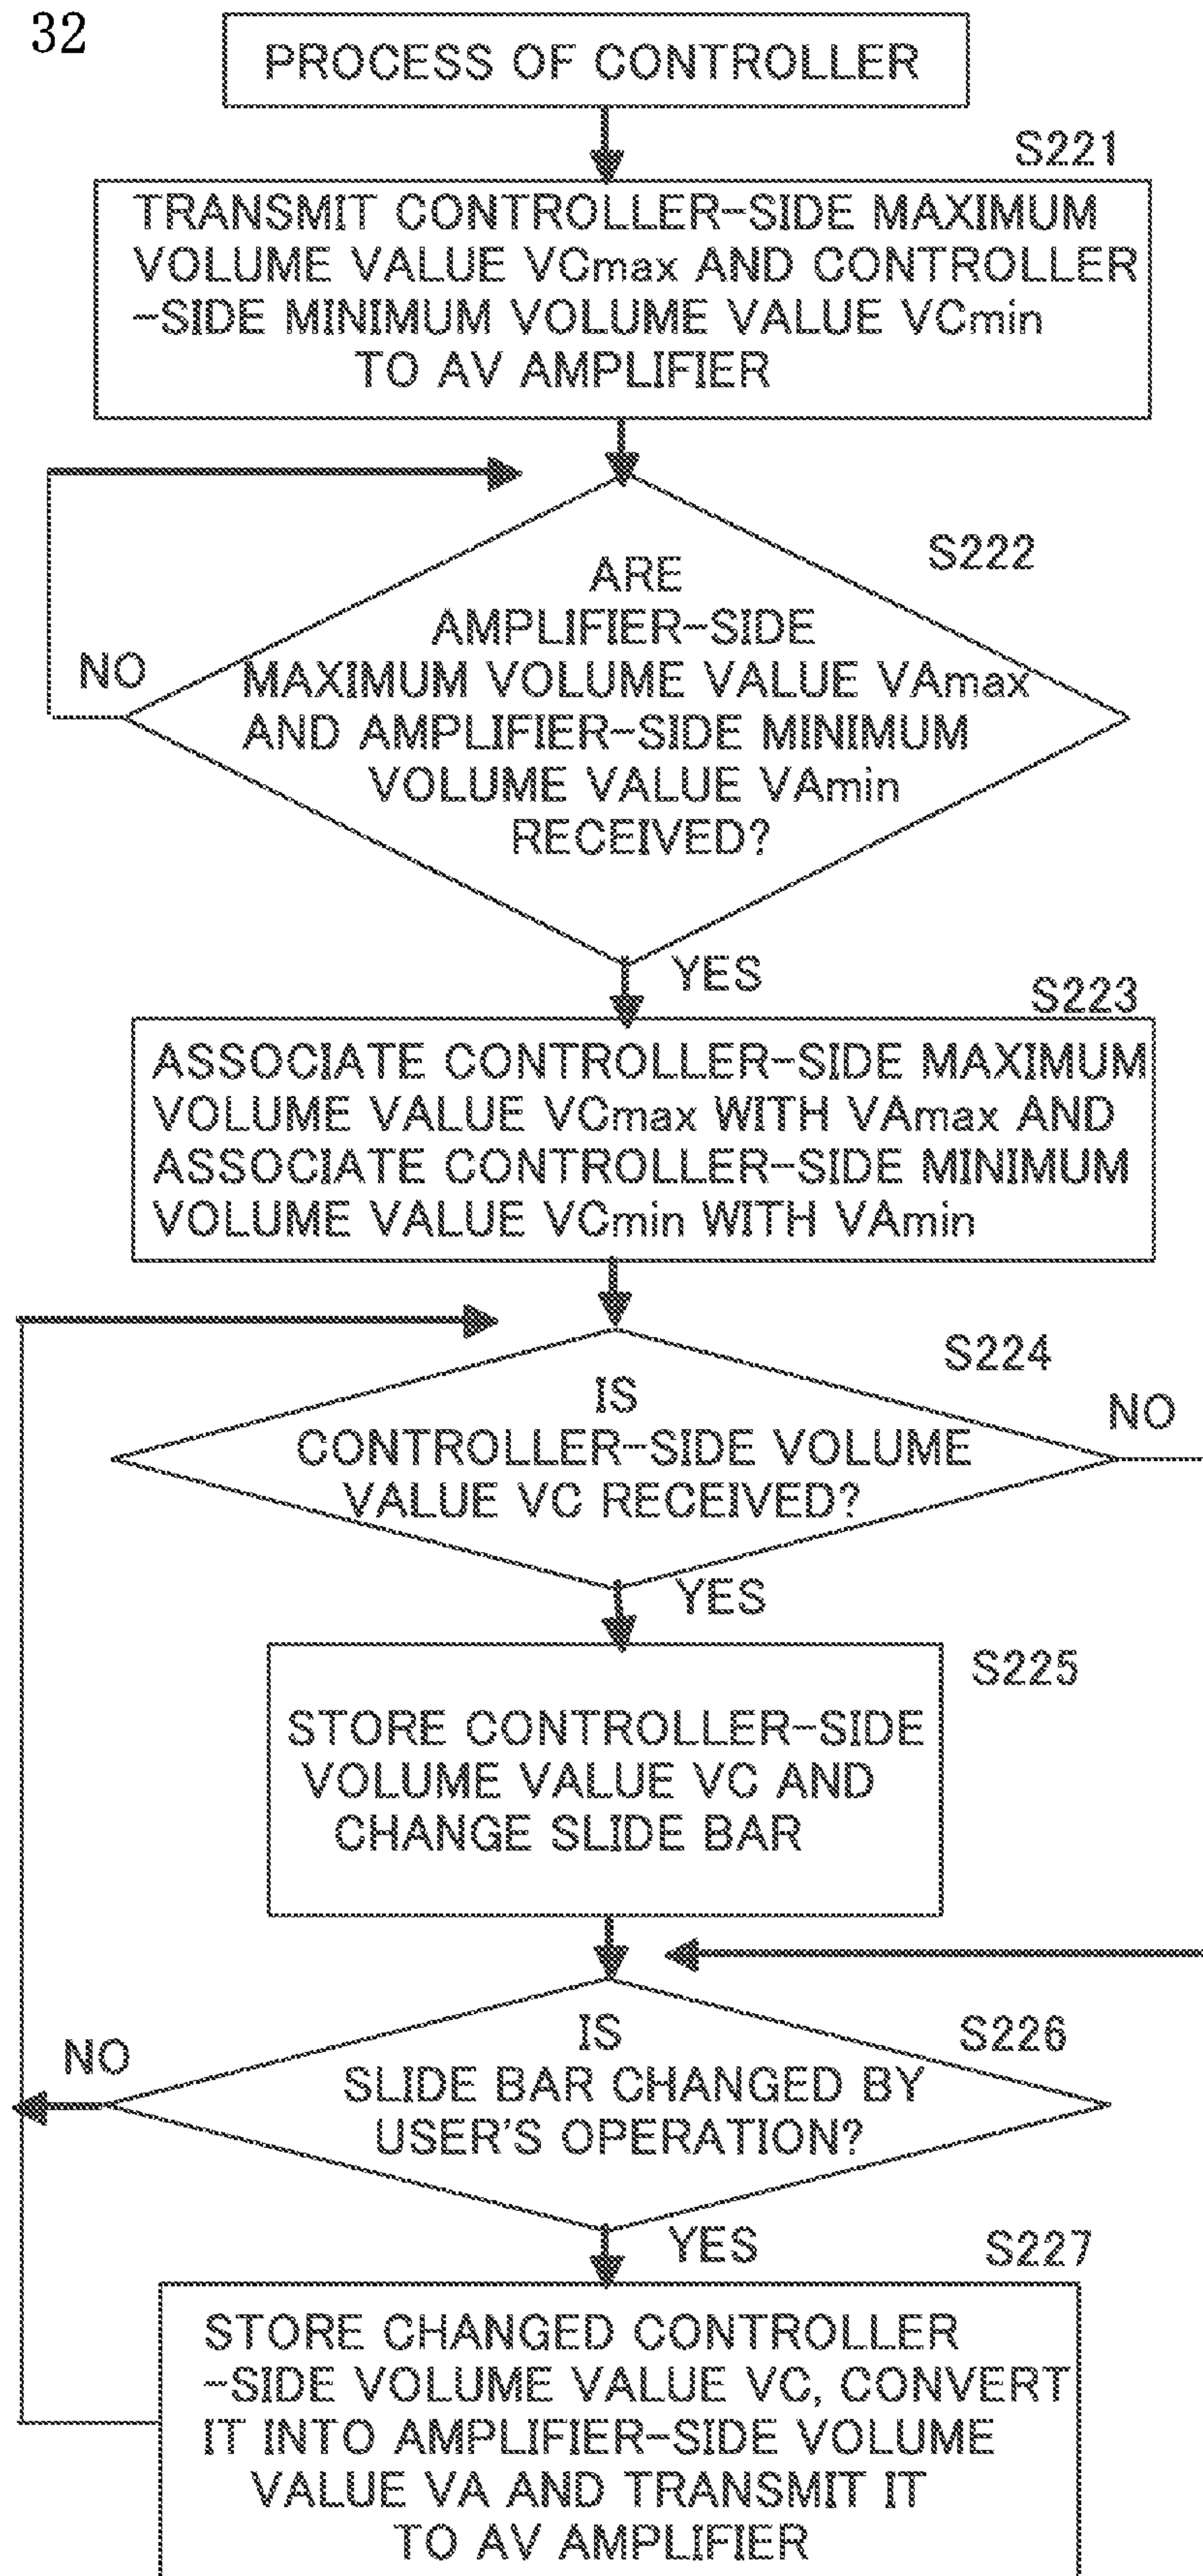 32
PROCESS OF CONTROLLER
S221
TRANSMIT CONTROLLER-SIDE MAXIMUM
VOLUME VALUE VCmax AND CONTROLLER
-SIDE MINIMUM VOLUME VALUE VCmin
TO AV AMPLIFIER
S222
ARE
AMPLIFIER-SIDE
MAXIMUM VOLUME VALUE VAmax
AND AMPLIFIER-SIDE MINIMUM
VOLUME VALUE VAmin
RECEIVED?
NO
YES
S223
ASSOCIATE CONTROLLER-SIDE MAXIMUM
VOLUME VALUE VCmax WITH VAmax AND
ASSOCIATE CONTROLLER-SIDE MINIMUM
VOLUME VALUE VCmin WITH VAmin
S224
IS
CONTROLLER-SIDE VOLUME
VALUE VC RECEIVED?
NO
YES
S225
STORE CONTROLLER-SIDE
VOLUME VALUE VC AND
CHANGE SLIDE BAR
S226
IS
SLIDE BAR CHANGED BY
USER'S OPERATION?
NO
YES
S227
STORE CHANGED CONTROLLER
-SIDE VOLUME VALUE VC, CONVERT
IT INTO AMPLIFIER-SIDE VOLUME
VALUE VA AND TRANSMIT IT
TO AV AMPLIFIER